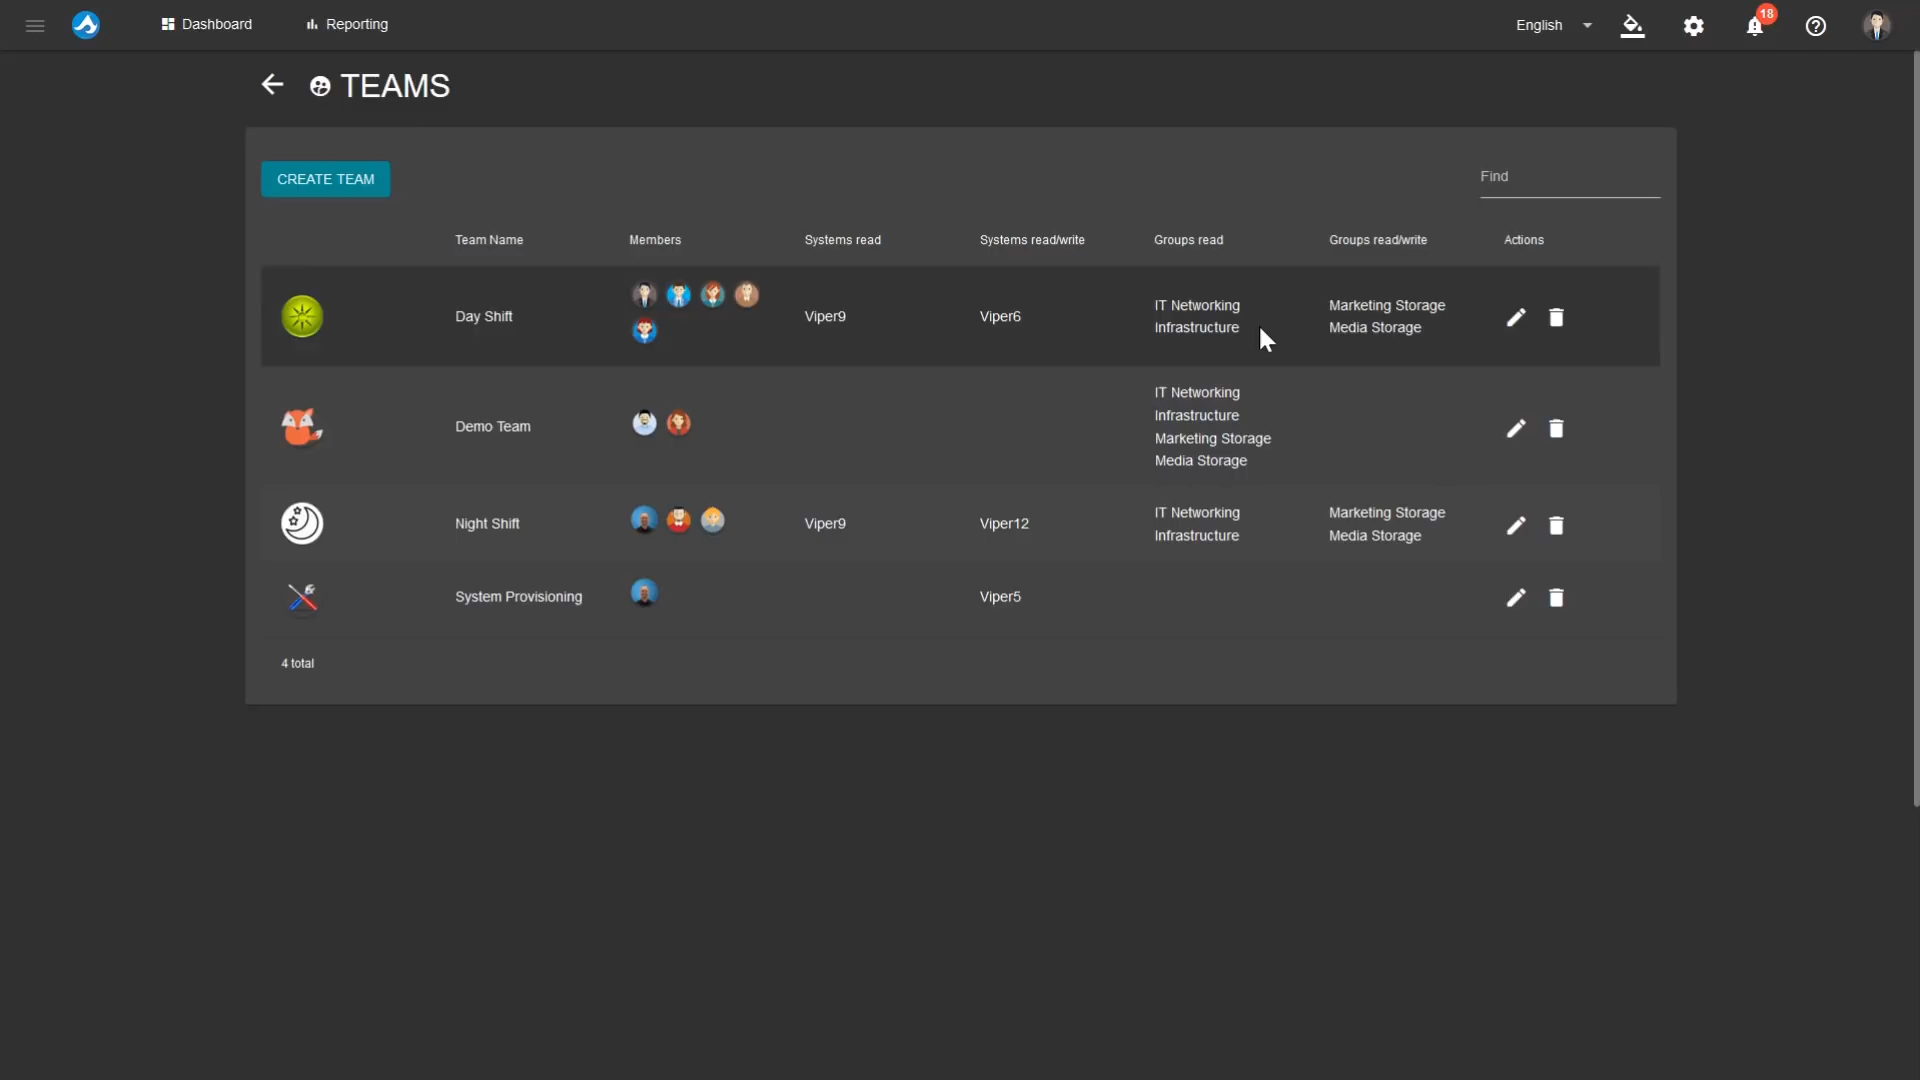 Dashboard
Reporting
English
18
TEAMS
CREATE TEAM
Find
Team Name
Members
Systems read
Systems read/write
Groups read
Groups read/write
Actions
Day Shift
Viper9
Viper6
IT Networking
Infrastructure
Marketing Storage
Media Storage
Demo Team
IT Networking
Infrastructure
Marketing Storage
Media Storage
Night Shift
Viper9
Viper12
IT Networking
Infrastructure
Marketing Storage
Media Storage
System Provisioning
Viper5
4 total